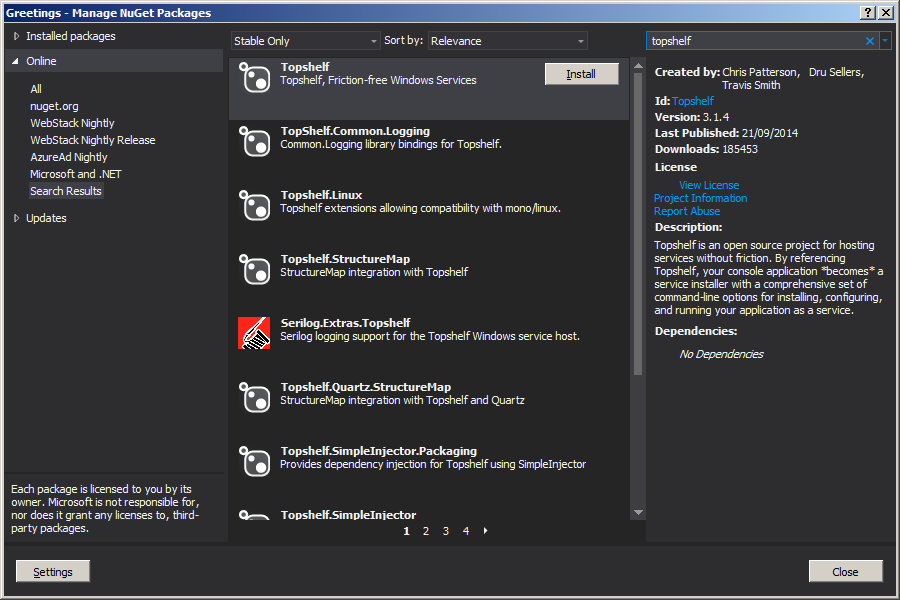 Greetings - Manage NuGet Packages
Installed packages
Online
All
nuget.org
WebStack Nightly
WebStack Nightly Release
AzureAd Nightly
Microsoft and .NET
Search Results
Updates
Each package is licensed to you by its
owner. Microsoft is not responsible for,
nor does it grant any licenses to, third-
party packages.
Settings
Stable Only
Sort by: Relevance
Topshelf
Topshelf, Friction-free Windows Services
Install
TopShelf.Common.Logging
Common.Logging library bindings for Topshelf.
Topshelf.Linux
Topshelf extensions allowing compatibility with mono/linux.
Topshelf.StructureMap
StructureMap integration with Topshelf
Serilog.Extras.Topshelf
Serilog logging support for the Topshelf Windows service host.
Topshelf.Quartz.StructureMap
StructureMap integration with Topshelf and Quartz
Topshelf.SimpleInjector.Packaging
Provides dependency injection for Topshelf using SimpleInjector
Topshelf.SimpleInjector
1 2 3 4
topshelf
Created by: Chris Patterson, Dru Sellers,
Travis Smith
Id: Topshelf
Version: 3.1.4
Last Published: 21/09/2014
Downloads: 185453
License
View License
Project Information
Report Abuse
Description:
Topshelf is an open source project for hosting
services without friction. By referencing
Topshelf, your console application *becomes* a
service installer with a comprehensive set of
command-line options for installing, configuring,
and running your application as a service.
Dependencies:
No Dependencies
Close